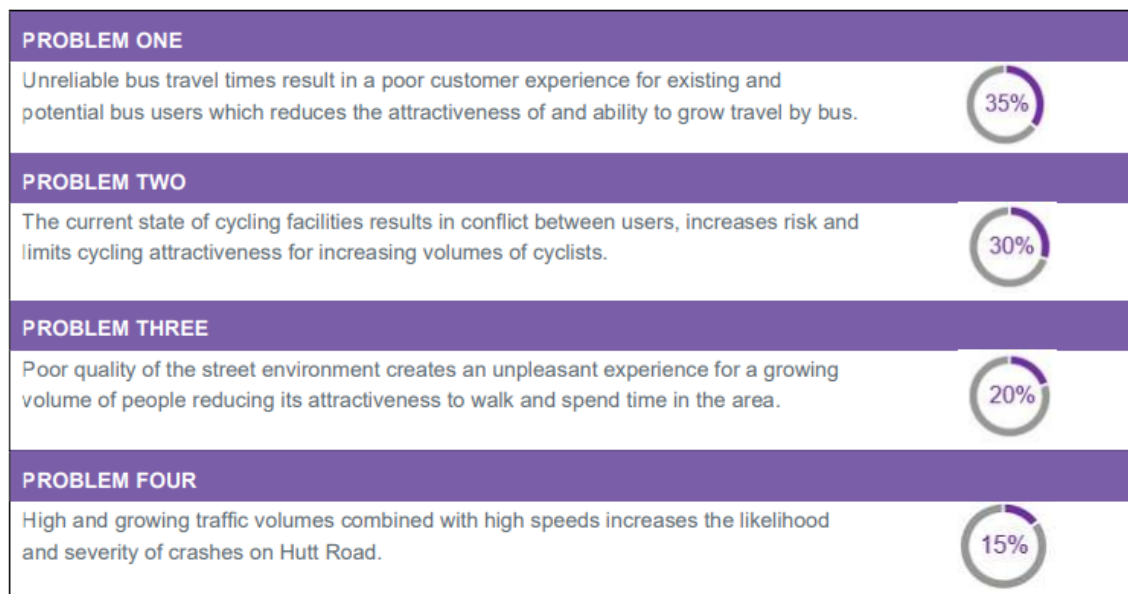 PROBLEM ONE
Unreliable bus travel times result in a poor customer experience for existing and
potential bus users which reduces the attractiveness of and ability to grow travel by bus.
35%
PROBLEM TWO
The current state of cycling facilities results in conflict between users, increases risk and
limits cycling attractiveness for increasing volumes of cyclists.
30%
PROBLEM THREE
Poor quality of the street environment creates an unpleasant experience for a growing
volume of people reducing its attractiveness to walk and spend time in the area.
20%
PROBLEM FOUR
High and growing traffic volumes combined with high speeds increases the likelihood
and severity of crashes on Hutt Road.
15%